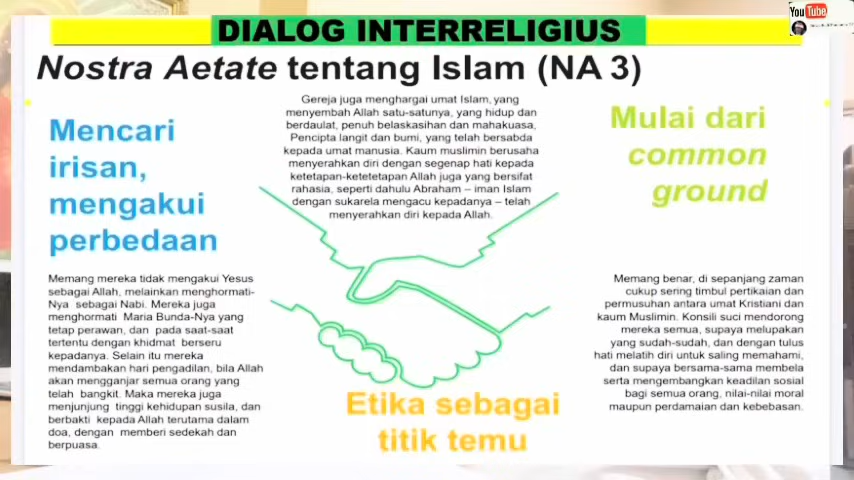 DIALOG INTERRELIGIUS
You Tube
Nostra Aetate tentang Islam (NA 3)
Gereja juga menghargai umat Islam, yang
menyembah Allah satu-satunya, yang hidup dan
berdaulat, penuh belaskasihan dan mahakuasa,
Pencipta langit dan bumi, yang telah bersabda
kepada umat manusia. Kaum muslimin berusaha
menyerahkan diri dengan segenap hati kepada
ketetapan-ketetetapan Allah juga yang bersifat
rahasia, seperti dahulu Abraham – iman Islam
dengan sukarela mengacu kepadanya – telah
menyerahkan diri kepada Allah.
Mencari
irisan,
mengakui
perbedaan
Mulai dari
common
ground
Memang mereka tidak mengakui Yesus
sebagai Allah, melainkan menghormati-
Nya sebagai Nabi. Mereka juga
menghormati Maria Bunda-Nya yang
tetap perawan, dan pada saat-saat
tertentu dengan khidmat berseru
kepadanya. Selain itu mereka
mendambakan hari pengadilan, bila Allah
akan mengganjar semua orang yang
telah bangkit. Maka mereka juga
menjunjung tinggi kehidupan susila, dan
berbakti kepada Allah terutama dalam
doa, dengan memberi sedekah dan
berpuasa.
Memang benar, di sepanjang zaman
cukup sering timbul pertikaian dan
permusuhan antara umat Kristiani dan
kaum Muslimin. Konsili suci mendorong
mereka semua, supaya melupakan
yang sudah-sudah, dan dengan tulus
hati melatih diri untuk saling memahami,
dan supaya bersama-sama membela
serta mengembangkan keadilan sosial
bagi semua orang, nilai-nilai moral
maupun perdamaian dan kebebasan.
Etika sebagai
titik temu